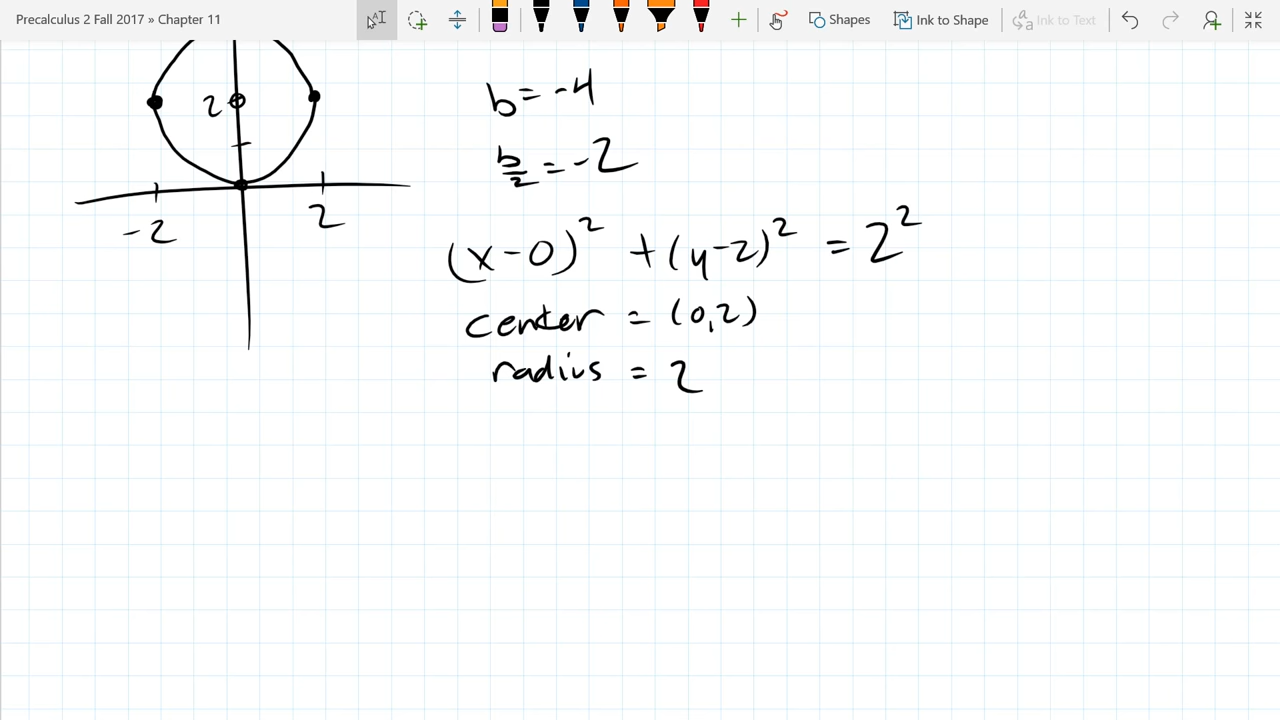 Precalculus 2 Fall 2017 » Chapter 11
Shapes
Ink to Shape
Ink to Text
2
-2
2
b = -4
b/2 = -2
(x-0)² + (y-2)² = 2²
center = (0,2)
radius = 2